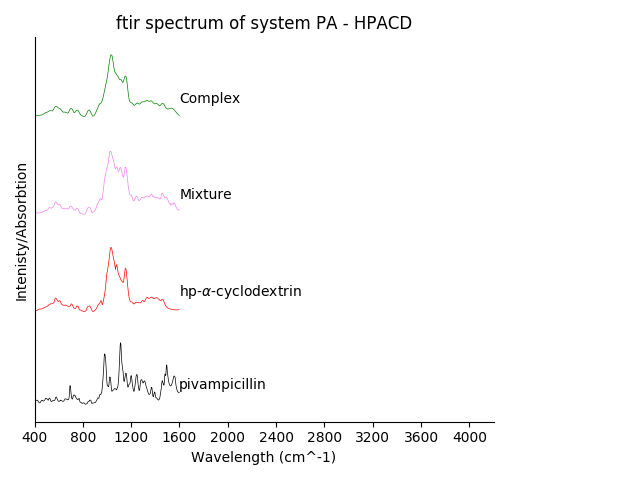 ftir spectrum of system PA - HPACD
Complex
Mixture
hp-α-cyclodextrin
pivampicillin
Intenisty/Absorbtion
400 800 1200 1600 2000 2400 2800 3200 3600 4000
Wavelength (cm^-1)